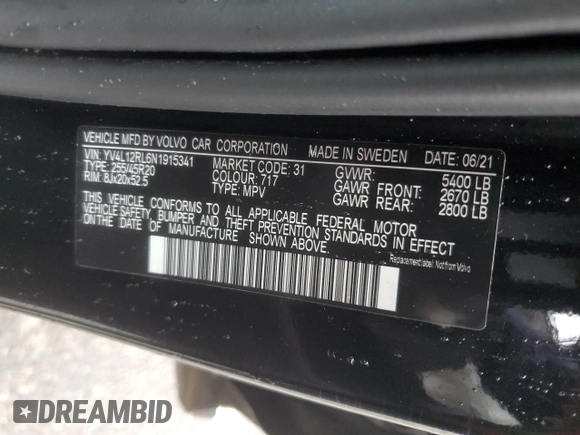 VEHICLE MFD BY VOLVO CAR CORPORATION MADE IN SWEDEN DATE: 06/21
VIN: YV4L12RL6N1915341 MARKET CODE: 31 GVWR: 5400 LB
TYPE: 255/45R20 COLOUR: 717 GAWR FRONT: 2670 LB
RIM: 8Jx20x52.5 TYPE: MPV GAWR REAR: 2800 LB
THIS VEHICLE CONFORMS TO ALL APPLICABLE FEDERAL MOTOR
VEHICLE SAFETY, BUMPER AND THEFT PREVENTION STANDARDS IN EFFECT
ON THE DATE OF MANUFACTURE SHOWN ABOVE.
Replacement label. Not from Volvo
DREAMBID